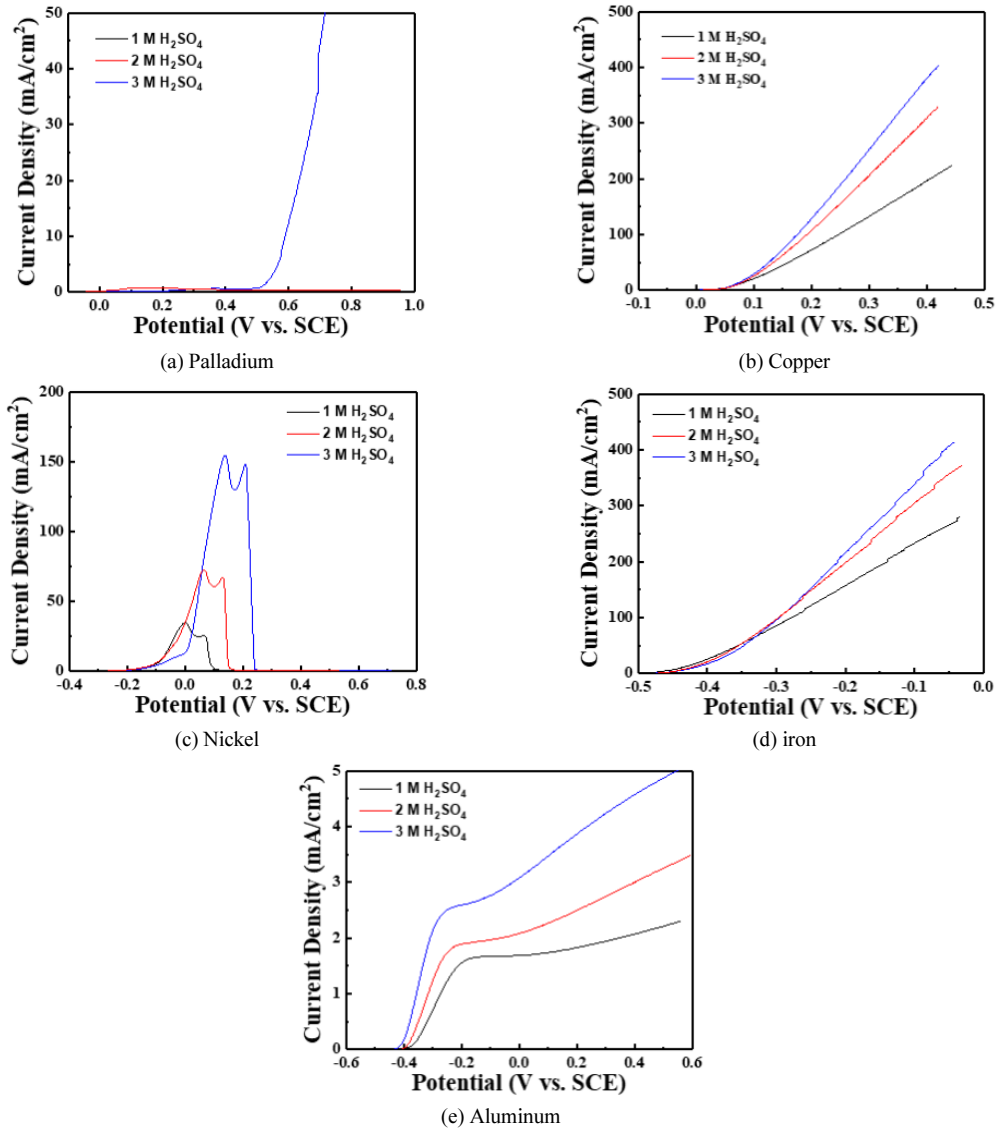 50
40
30
20
10
0
1 M H₂SO₄
2 M H₂SO₄
3 M H₂SO₄
Current Density (mA/cm²)
0.0 0.2 0.4 0.6 0.8 1.0
Potential (V vs. SCE)
(a) Palladium
500
400
300
200
100
0
1 M H₂SO₄
2 M H₂SO₄
3 M H₂SO₄
Current Density (mA/cm²)
-0.1 0.0 0.1 0.2 0.3 0.4 0.5
Potential (V vs. SCE)
(b) Copper
200
150
100
50
0
1 M H₂SO₄
2 M H₂SO₄
3 M H₂SO₄
Current Density (mA/cm²)
-0.4 -0.2 0.0 0.2 0.4 0.6 0.8
Potential (V vs. SCE)
(c) Nickel
500
400
300
200
100
0
1 M H₂SO₄
2 M H₂SO₄
3 M H₂SO₄
Current Density (mA/cm²)
-0.5 -0.4 -0.3 -0.2 -0.1 0.0
Potential (V vs. SCE)
(d) iron
5
4
3
2
1
0
1 M H₂SO₄
2 M H₂SO₄
3 M H₂SO₄
Current Density (mA/cm²)
-0.6 -0.4 -0.2 0.0 0.2 0.4 0.6
Potential (V vs. SCE)
(e) Aluminum